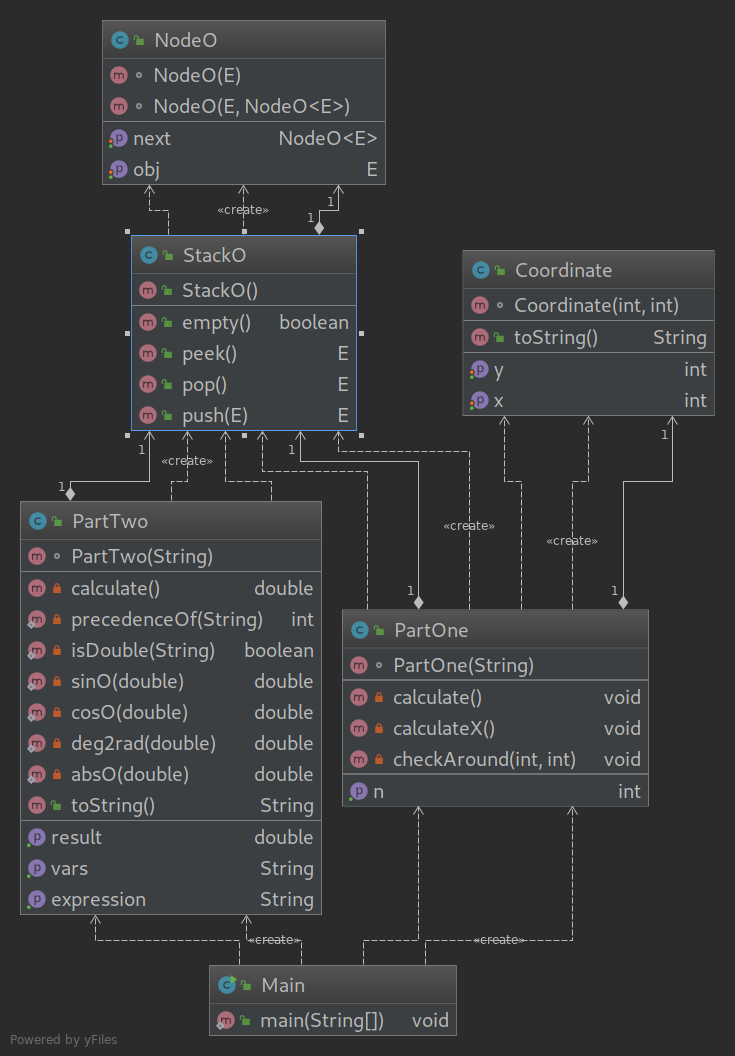 NodeO
NodeO(E)
NodeO(E, NodeO<E>)
next NodeO<E>
obj E
1
«create»
1
StackO
StackO()
empty() boolean
peek() E
pop() E
push(E) E
Coordinate
Coordinate(int, int)
toString() String
y int
x int
1
1
1
«create»
1
«create»
«create»
1
1
PartTwo
PartTwo(String)
calculate() double
precedenceOf(String) int
isDouble(String) boolean
sinO(double) double
cosO(double) double
deg2rad(double) double
absO(double) double
toString() String
result double
vars String
expression String
PartOne
PartOne(String)
calculate() void
calculateX() void
checkAround(int, int) void
n int
«create»
«create»
Main
main(String[]) void
Powered by yFiles